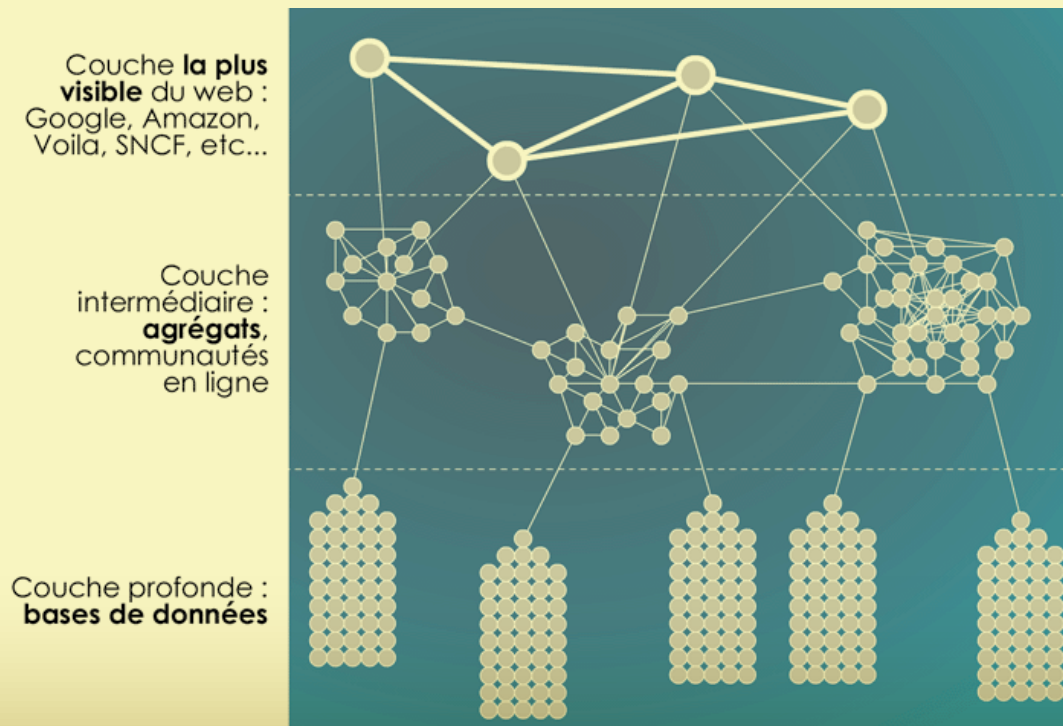 Couche la plus
visible du web :
Google, Amazon,
Voila, SNCF, etc...
Couche
intermédiaire :
agrégats,
communautés
en ligne
Couche profonde :
bases de données